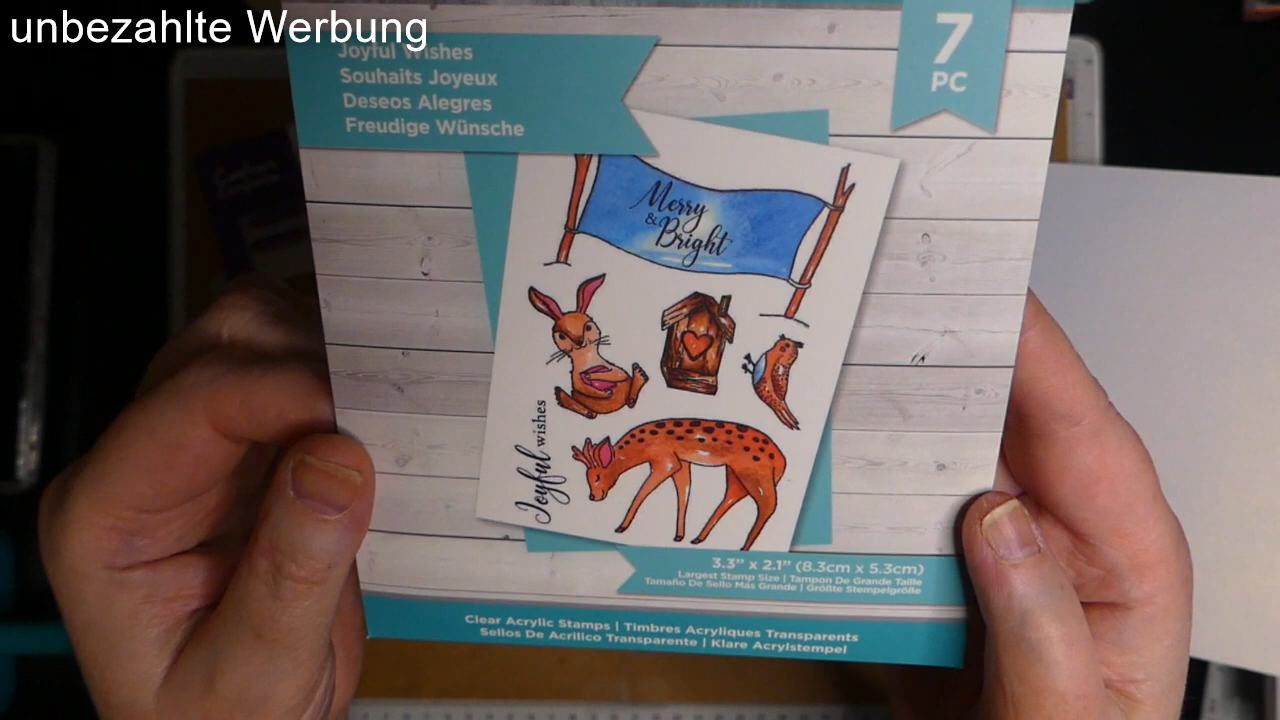 unbezahlte Werbung
Joyful Wishes
Souhaits Joyeux
Deseos Alegres
Freudige Wünsche
7
PC
Merry
&
Bright
Joyful wishes
3.3” x 2.1” (8.3cm x 5.3cm)
Largest Stamp Size | Tampon De Grande Taille
Tamaño De Sello Más Grande | Größte Stempelgröße
Clear Acrylic Stamps | Timbres Acryliques Transparents
Sellos De Acrilico Transparente | Klare Acrylstempel